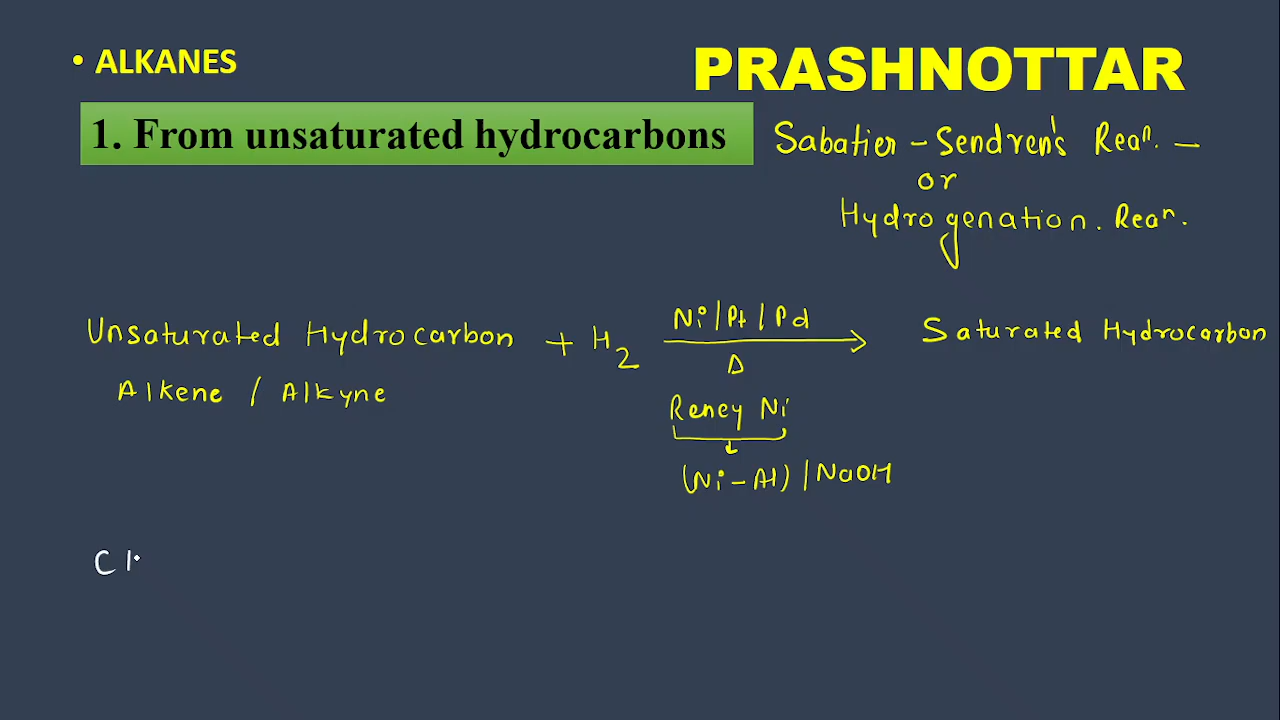 • ALKANES
PRASHNOTTAR
1. From unsaturated hydrocarbons
Sabatier - Sendren's Reaⁿ. —
or
Hydrogenation. Reaⁿ.
Unsaturated Hydrocarbon + H₂ Ni/Pt/Pd → Saturated Hydrocarbon
Δ
Alkene / Alkyne
Reney Ni
(Ni-Al)/NaOH
C